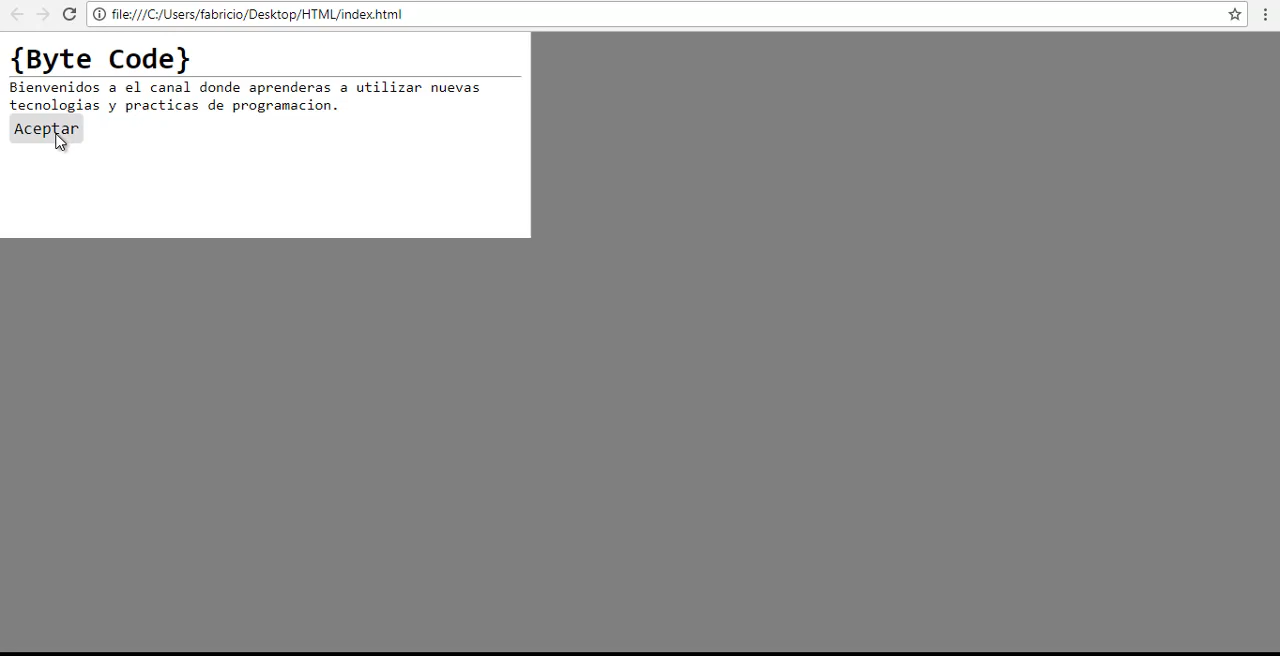 file:///C:/Users/fabricio/Desktop/HTML/index.html
{Byte Code}
Bienvenidos a el canal donde aprenderas a utilizar nuevas
tecnologias y practicas de programacion.
Aceptar